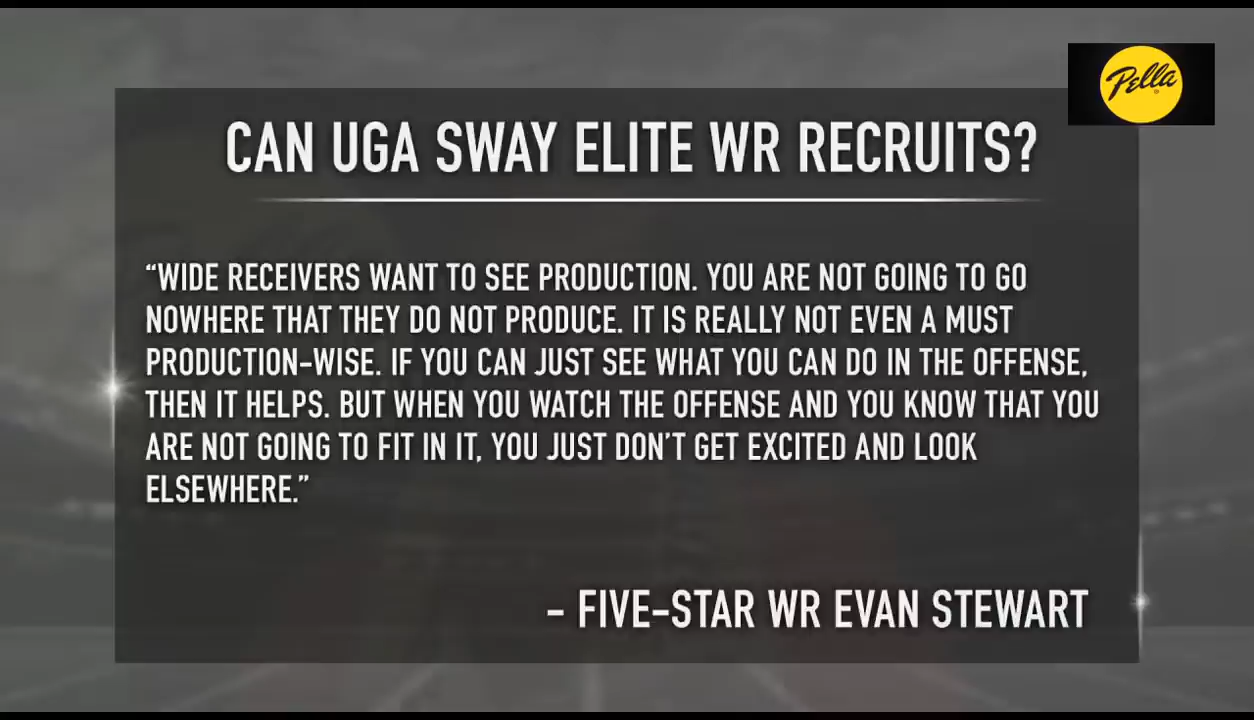 Pella
CAN UGA SWAY ELITE WR RECRUITS?
“WIDE RECEIVERS WANT TO SEE PRODUCTION. YOU ARE NOT GOING TO GO
NOWHERE THAT THEY DO NOT PRODUCE. IT IS REALLY NOT EVEN A MUST
PRODUCTION-WISE. IF YOU CAN JUST SEE WHAT YOU CAN DO IN THE OFFENSE,
THEN IT HELPS. BUT WHEN YOU WATCH THE OFFENSE AND YOU KNOW THAT YOU
ARE NOT GOING TO FIT IN IT, YOU JUST DON’T GET EXCITED AND LOOK
ELSEWHERE.”
- FIVE-STAR WR EVAN STEWART